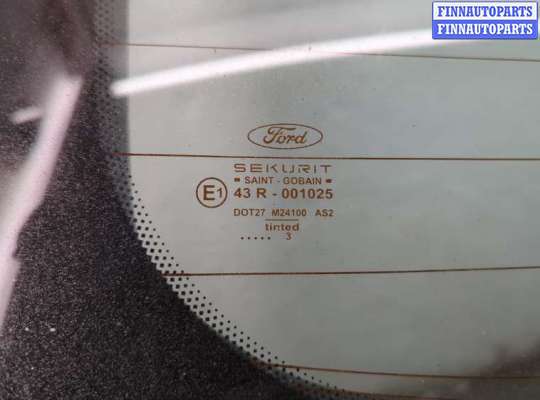 FINNAUTOPARTS
FINNAUTOPARTS
Ford
SEKURIT
SAINT - GOBAIN
E1 43 R - 001025
DOT27 M24100 AS2
tinted
..... 3